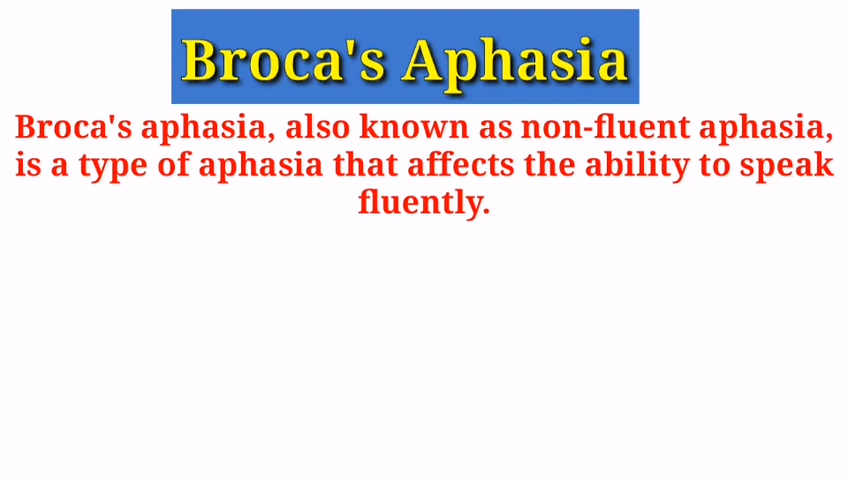 Broca's Aphasia
Broca's aphasia, also known as non-fluent aphasia,
is a type of aphasia that affects the ability to speak
fluently.